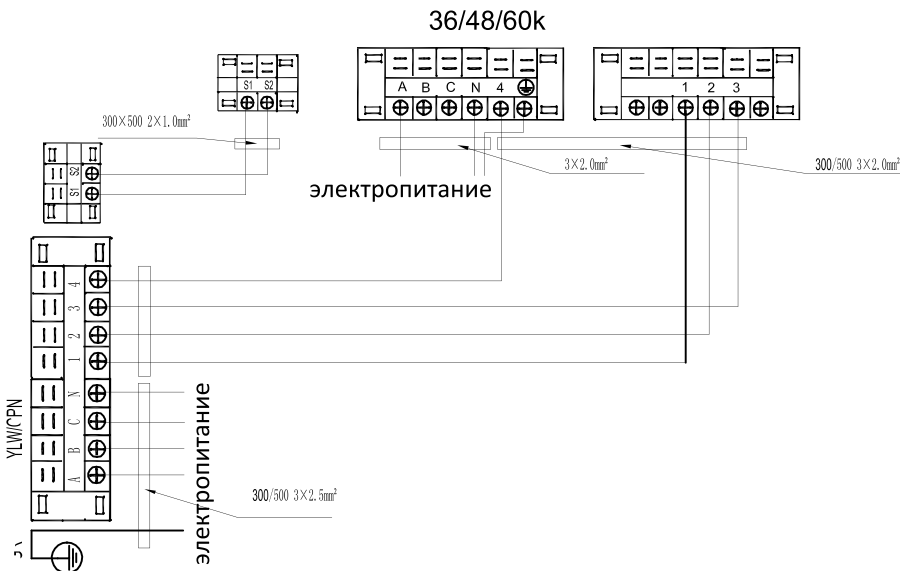 36/48/60k
S1 S2
A B C N 4
1 2 3
300×500 2×1.0mm²
3×2.0mm²
300/500 3×2.0mm²
электропитание
S2
S1
4
3
2
1
N
C
B
A
YLW/CPN
электропитание
300/500 3×2.5mm²